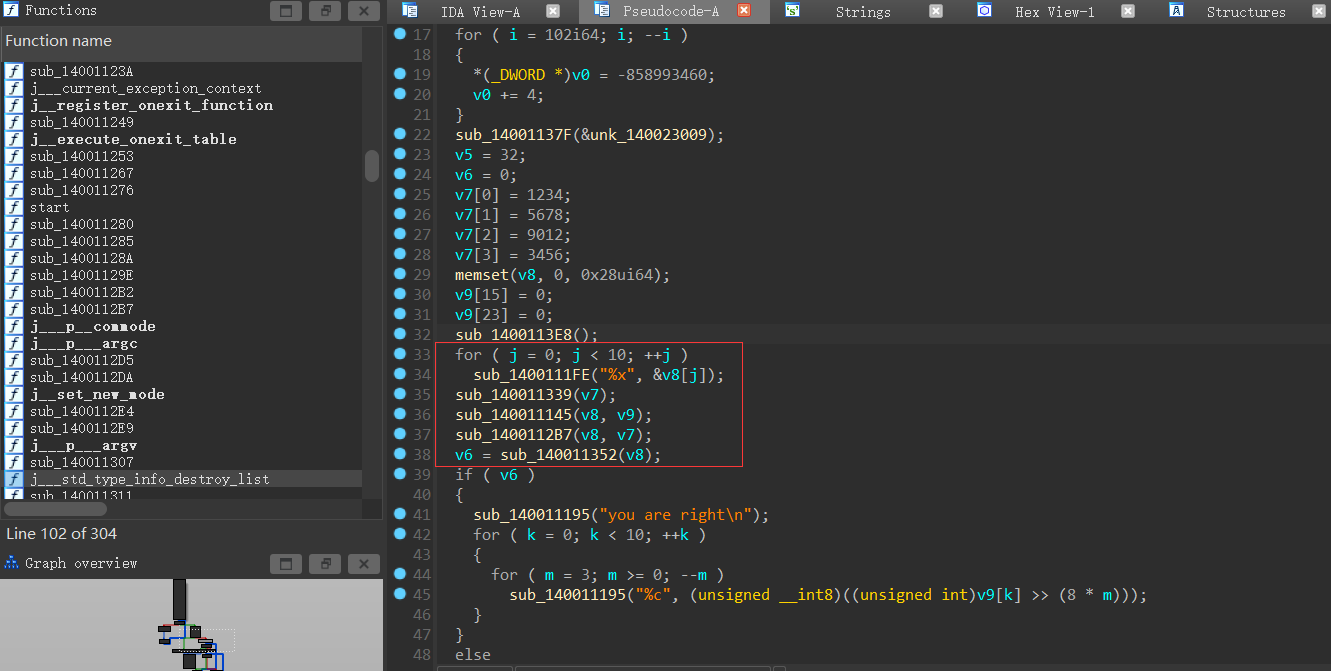 Functions
Function name
sub_14001123A
j___current_exception_context
j__register_onexit_function
sub_140011249
j__execute_onexit_table
sub_140011253
sub_140011267
sub_140011276
start
sub_140011280
sub_140011285
sub_14001128A
sub_14001129E
sub_1400112B2
sub_1400112B7
j___p__commode
j___p___argc
sub_1400112D5
sub_1400112DA
j__set_new_mode
sub_1400112E4
sub_1400112E9
j___p___argv
sub_140011307
j___std_type_info_destroy_list
sub_140011311
Line 102 of 304
Graph overview
IDA View-A Pseudocode-A Strings Hex View-1 Structures
17 for ( i = 102i64; i; --i )
18 {
19 *(_DWORD *)v0 = -858993460;
20 v0 += 4;
21 }
22 sub_14001137F(&unk_140023009);
23 v5 = 32;
24 v6 = 0;
25 v7[0] = 1234;
26 v7[1] = 5678;
27 v7[2] = 9012;
28 v7[3] = 3456;
29 memset(v8, 0, 0x28ui64);
30 v9[15] = 0;
31 v9[23] = 0;
32 sub_1400113E8();
33 for ( j = 0; j < 10; ++j )
34 sub_1400111FE("%x", &v8[j]);
35 sub_140011339(v7);
36 sub_140011145(v8, v9);
37 sub_1400112B7(v8, v7);
38 v6 = sub_140011352(v8);
39 if ( v6 )
40 {
41 sub_140011195("you are right\n");
42 for ( k = 0; k < 10; ++k )
43 {
44 for ( m = 3; m >= 0; --m )
45 sub_140011195("%c", (unsigned __int8)((unsigned int)v9[k] >> (8 * m)));
46 }
47 }
48 else